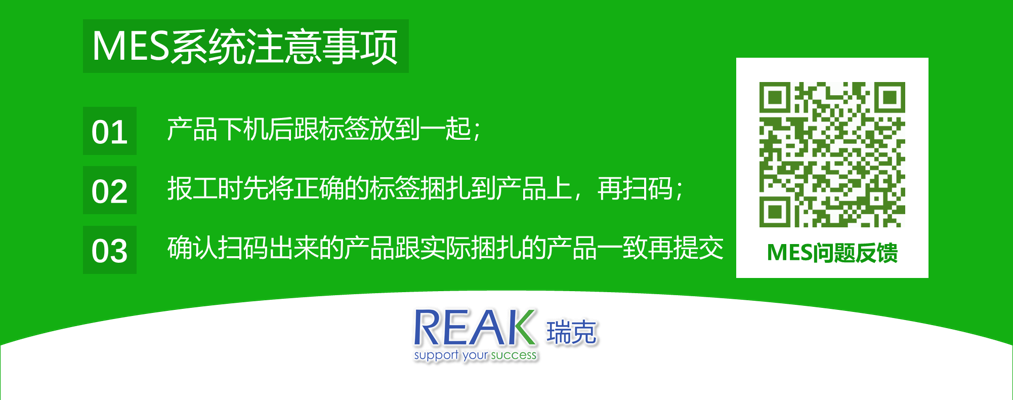 MES系统注意事项
01 产品下机后跟标签放到一起；
02 报工时先将正确的标签捆扎到产品上，再扫码；
03 确认扫码出来的产品跟实际捆扎的产品一致再提交
MES问题反馈
REAK 瑞克
support your success